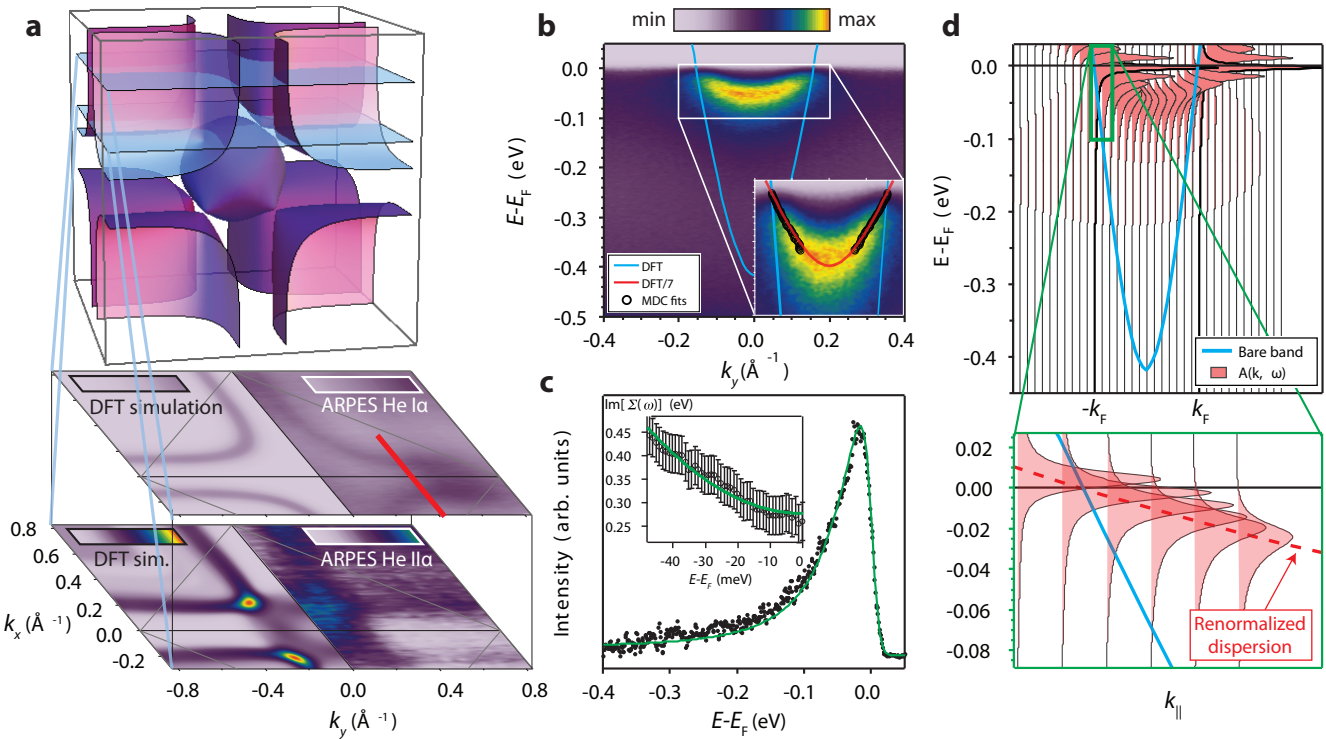 a
DFT simulation
ARPES He Iα
DFT sim.
ARPES He IIα
0.8
0.6
0.4
0.2
0.0
-0.2
k_x (Å⁻¹)
-0.8
-0.4
0.0
0.4
0.8
k_y (Å⁻¹)
min
max
b
0.0
-0.1
-0.2
-0.3
-0.4
-0.5
E-E_F (eV)
DFT
DFT/7
MDC fits
-0.4
-0.2
0.0
0.2
0.4
k_y (Å⁻¹)
c
Im[Σ(ω)] (eV)
0.45
0.40
0.35
0.30
0.25
-40
-30
-20
-10
0
E-E_F (meV)
Intensity (arb. units)
-0.4
-0.3
-0.2
-0.1
0.0
E-E_F (eV)
d
0.0
-0.1
-0.2
-0.3
-0.4
E-E_F (eV)
Bare band
A(k, ω)
-k_F
k_F
0.02
0.00
-0.02
-0.04
-0.06
-0.08
Renormalized
dispersion
k_||